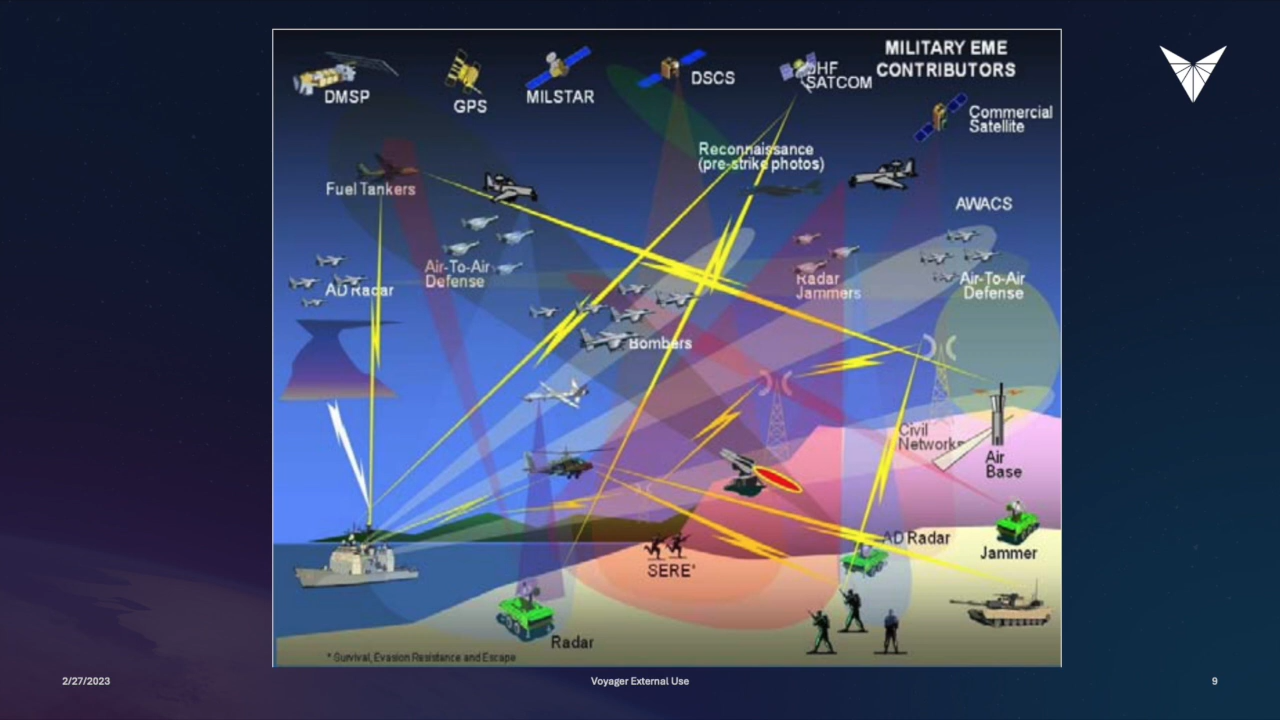 MILITARY EME
CONTRIBUTORS
DMSP
GPS
MILSTAR
DSCS
SATCOM
Commercial
Satellite
Reconnaissance
(pre-strike photos)
Fuel Tankers
AWACS
Air-To-Air
Defense
AD Radar
Radar
Jammers
Air-To-Air
Defense
Bombers
Civil
Networks
Air
Base
AD Radar
Jammer
SERE*
Radar
* Survival, Evasion Resistance and Escape
2/27/2023
Voyager External Use
9